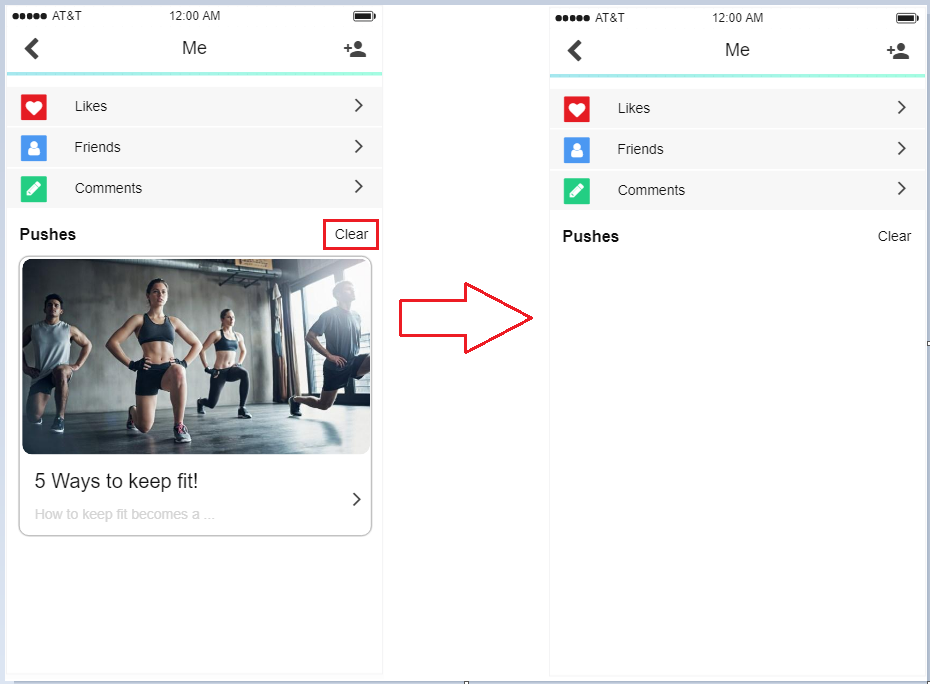 AT&T 12:00 AM
Me
Likes
Friends
Comments
Pushes Clear
5 Ways to keep fit!
How to keep fit becomes a ...
AT&T 12:00 AM
Me
Likes
Friends
Comments
Pushes Clear